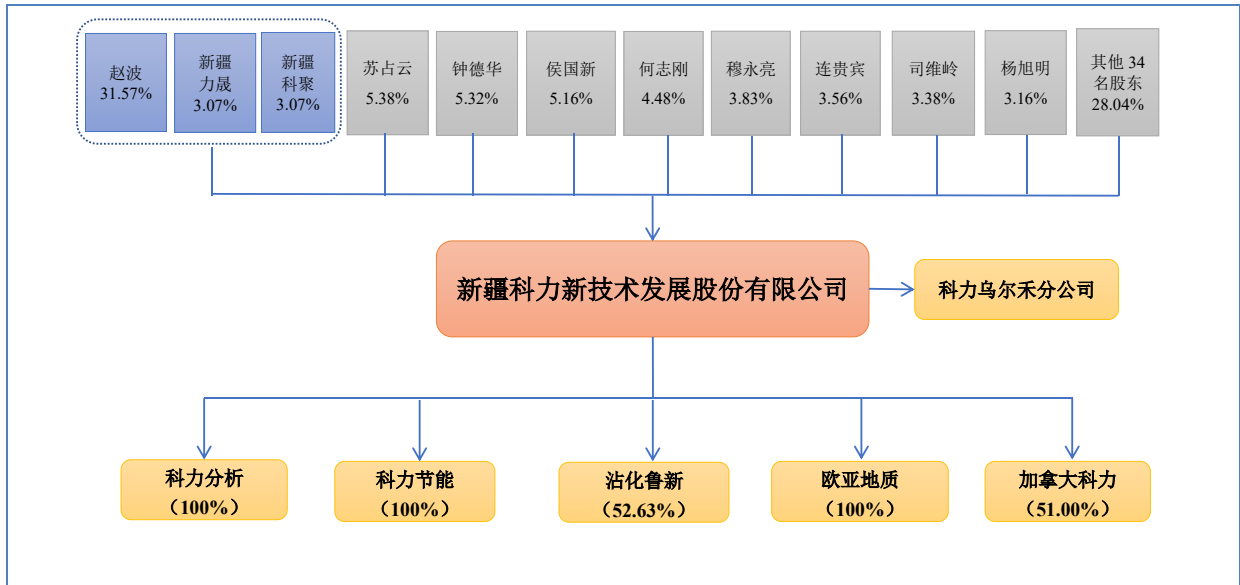 赵波
31.57%
新疆
力晟
3.07%
新疆
科聚
3.07%
苏占云
5.38%
钟德华
5.32%
侯国新
5.16%
何志刚
4.48%
穆永亮
3.83%
连贵宾
3.56%
司维岭
3.38%
杨旭明
3.16%
其他 34
名股东
28.04%
新疆科力新技术发展股份有限公司
科力乌尔禾分公司
科力分析
（100%）
科力节能
（100%）
沾化鲁新
（52.63%）
欧亚地质
（100%）
加拿大科力
（51.00%）